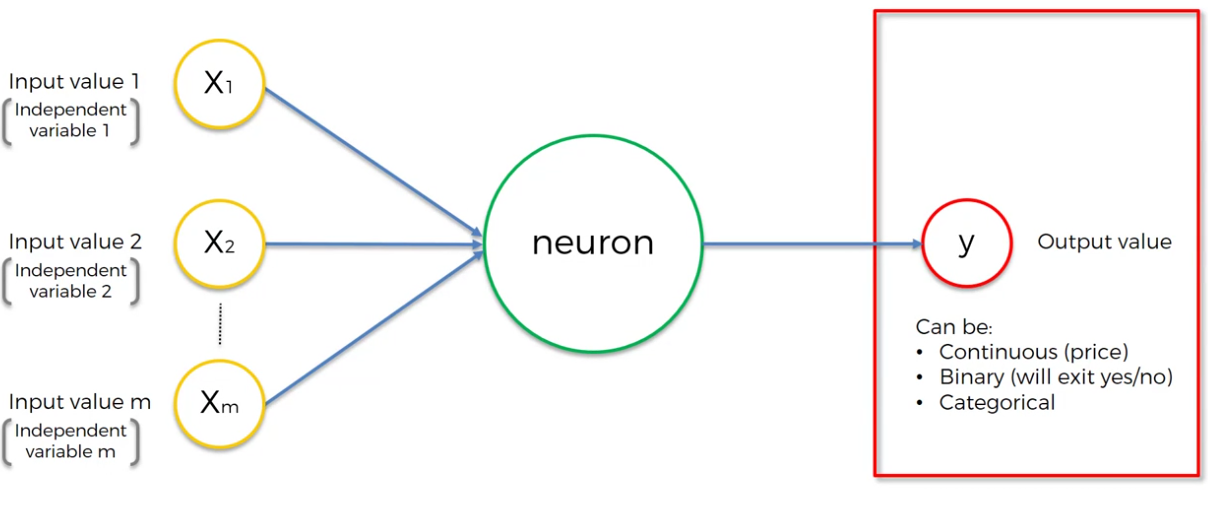 Input value 1
Independent
variable 1
X1
Input value 2
Independent
variable 2
X2
Input value m
Independent
variable m
Xm
neuron
y
Output value
Can be:
• Continuous (price)
• Binary (will exit yes/no)
• Categorical